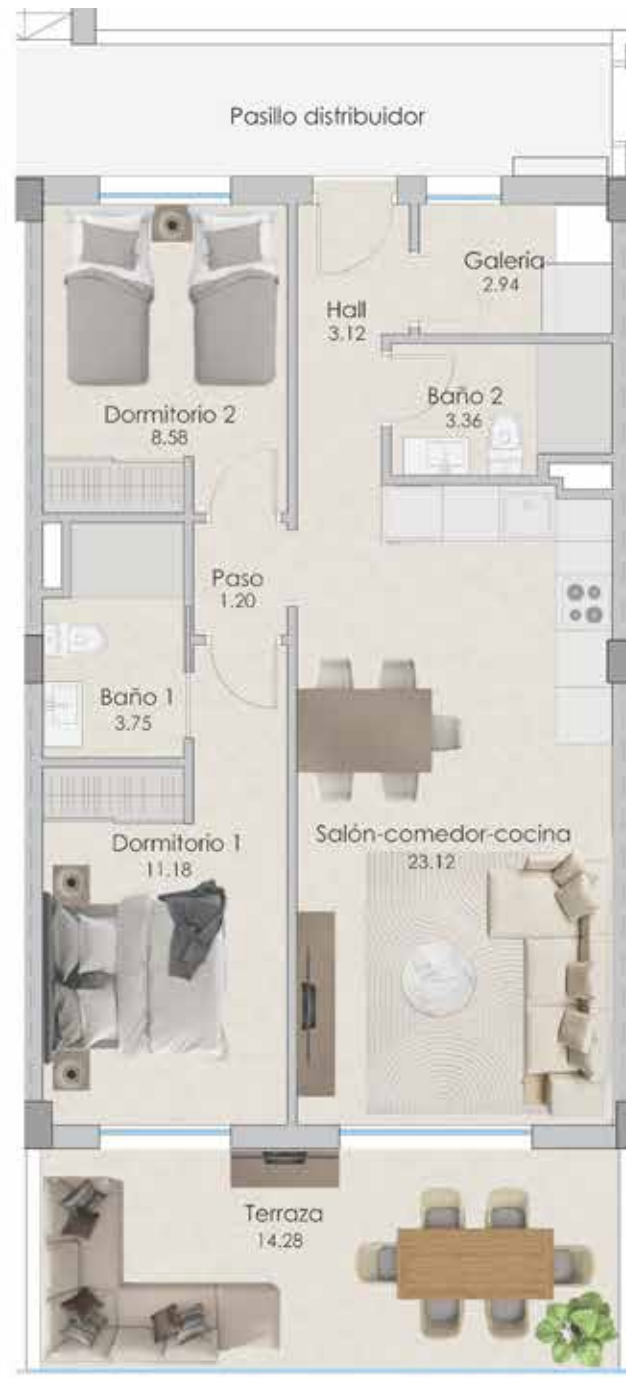 Pasillo distribuidor
Galeria
2.94
Hall
3.12
Baño 2
3.36
Dormitorio 2
8.58
Paso
1.20
Baño 1
3.75
Salón-comedor-cocina
23.12
Dormitorio 1
11.18
Terraza
14.28